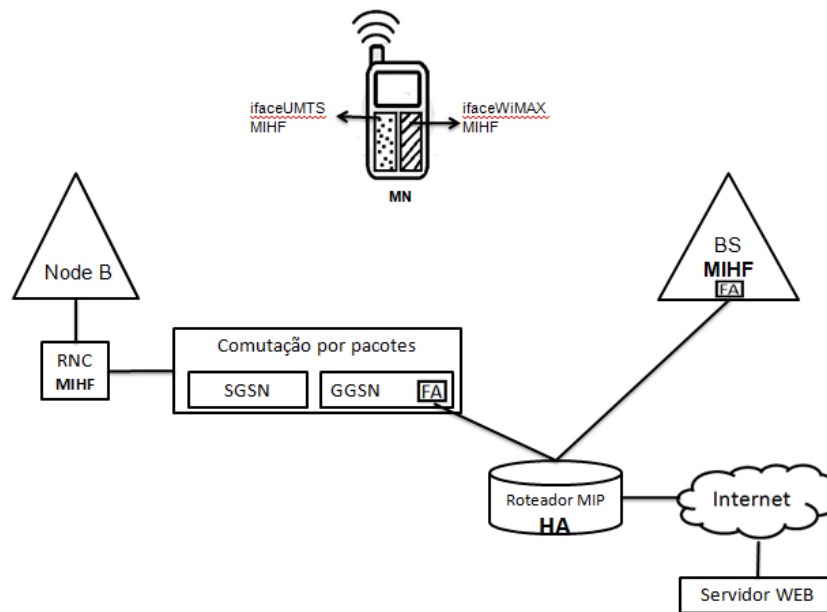 ifaceUMTS
MIHF
ifaceWiMAX
MIHF
MN
Node B
BS
MIHF
FA
RNC
MIHF
Comutação por pacotes
SGSN
GGSN
FA
Roteador MIP
HA
Internet
Servidor WEB